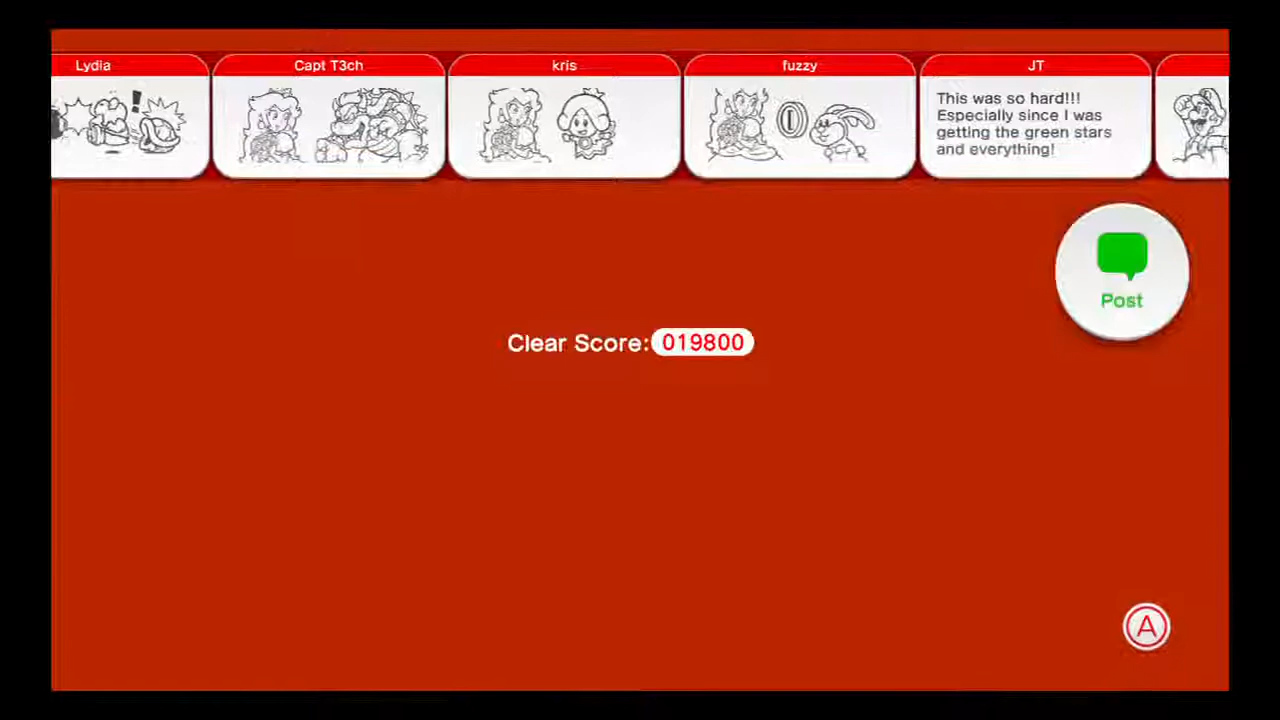 Lydia
Capt T3ch
kris
fuzzy
JT
This was so hard!!!
Especially since I was
getting the green stars
and everything!
Post
Clear Score: 019800
A